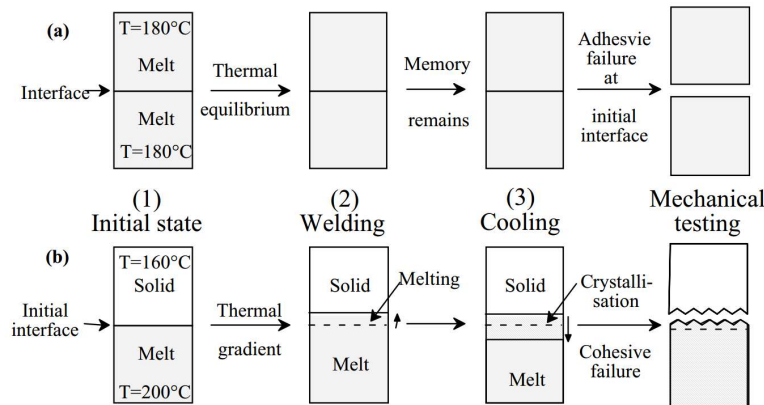 (a)
T=180°C
Melt
Interface
Melt
T=180°C
Thermal
equilibrium
Memory
remains
Adhesvie
failure
at
initial
interface
(1)
Initial state
(2)
Welding
(3)
Cooling
Mechanical
testing
(b)
T=160°C
Solid
Initial
interface
Melt
T=200°C
Thermal
gradient
Solid
Melting
Melt
Solid
Crystalli-
sation
Melt
Cohesive
failure